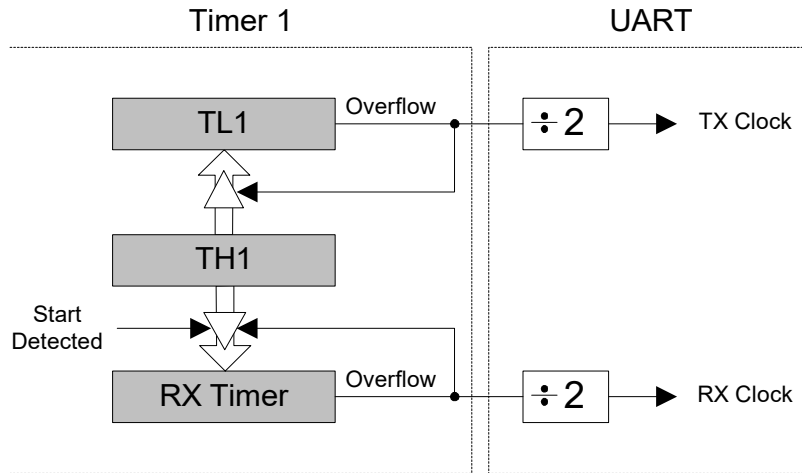 Timer 1
UART
TL1
Overflow
÷ 2
TX Clock
TH1
Start
Detected
RX Timer
Overflow
÷ 2
RX Clock